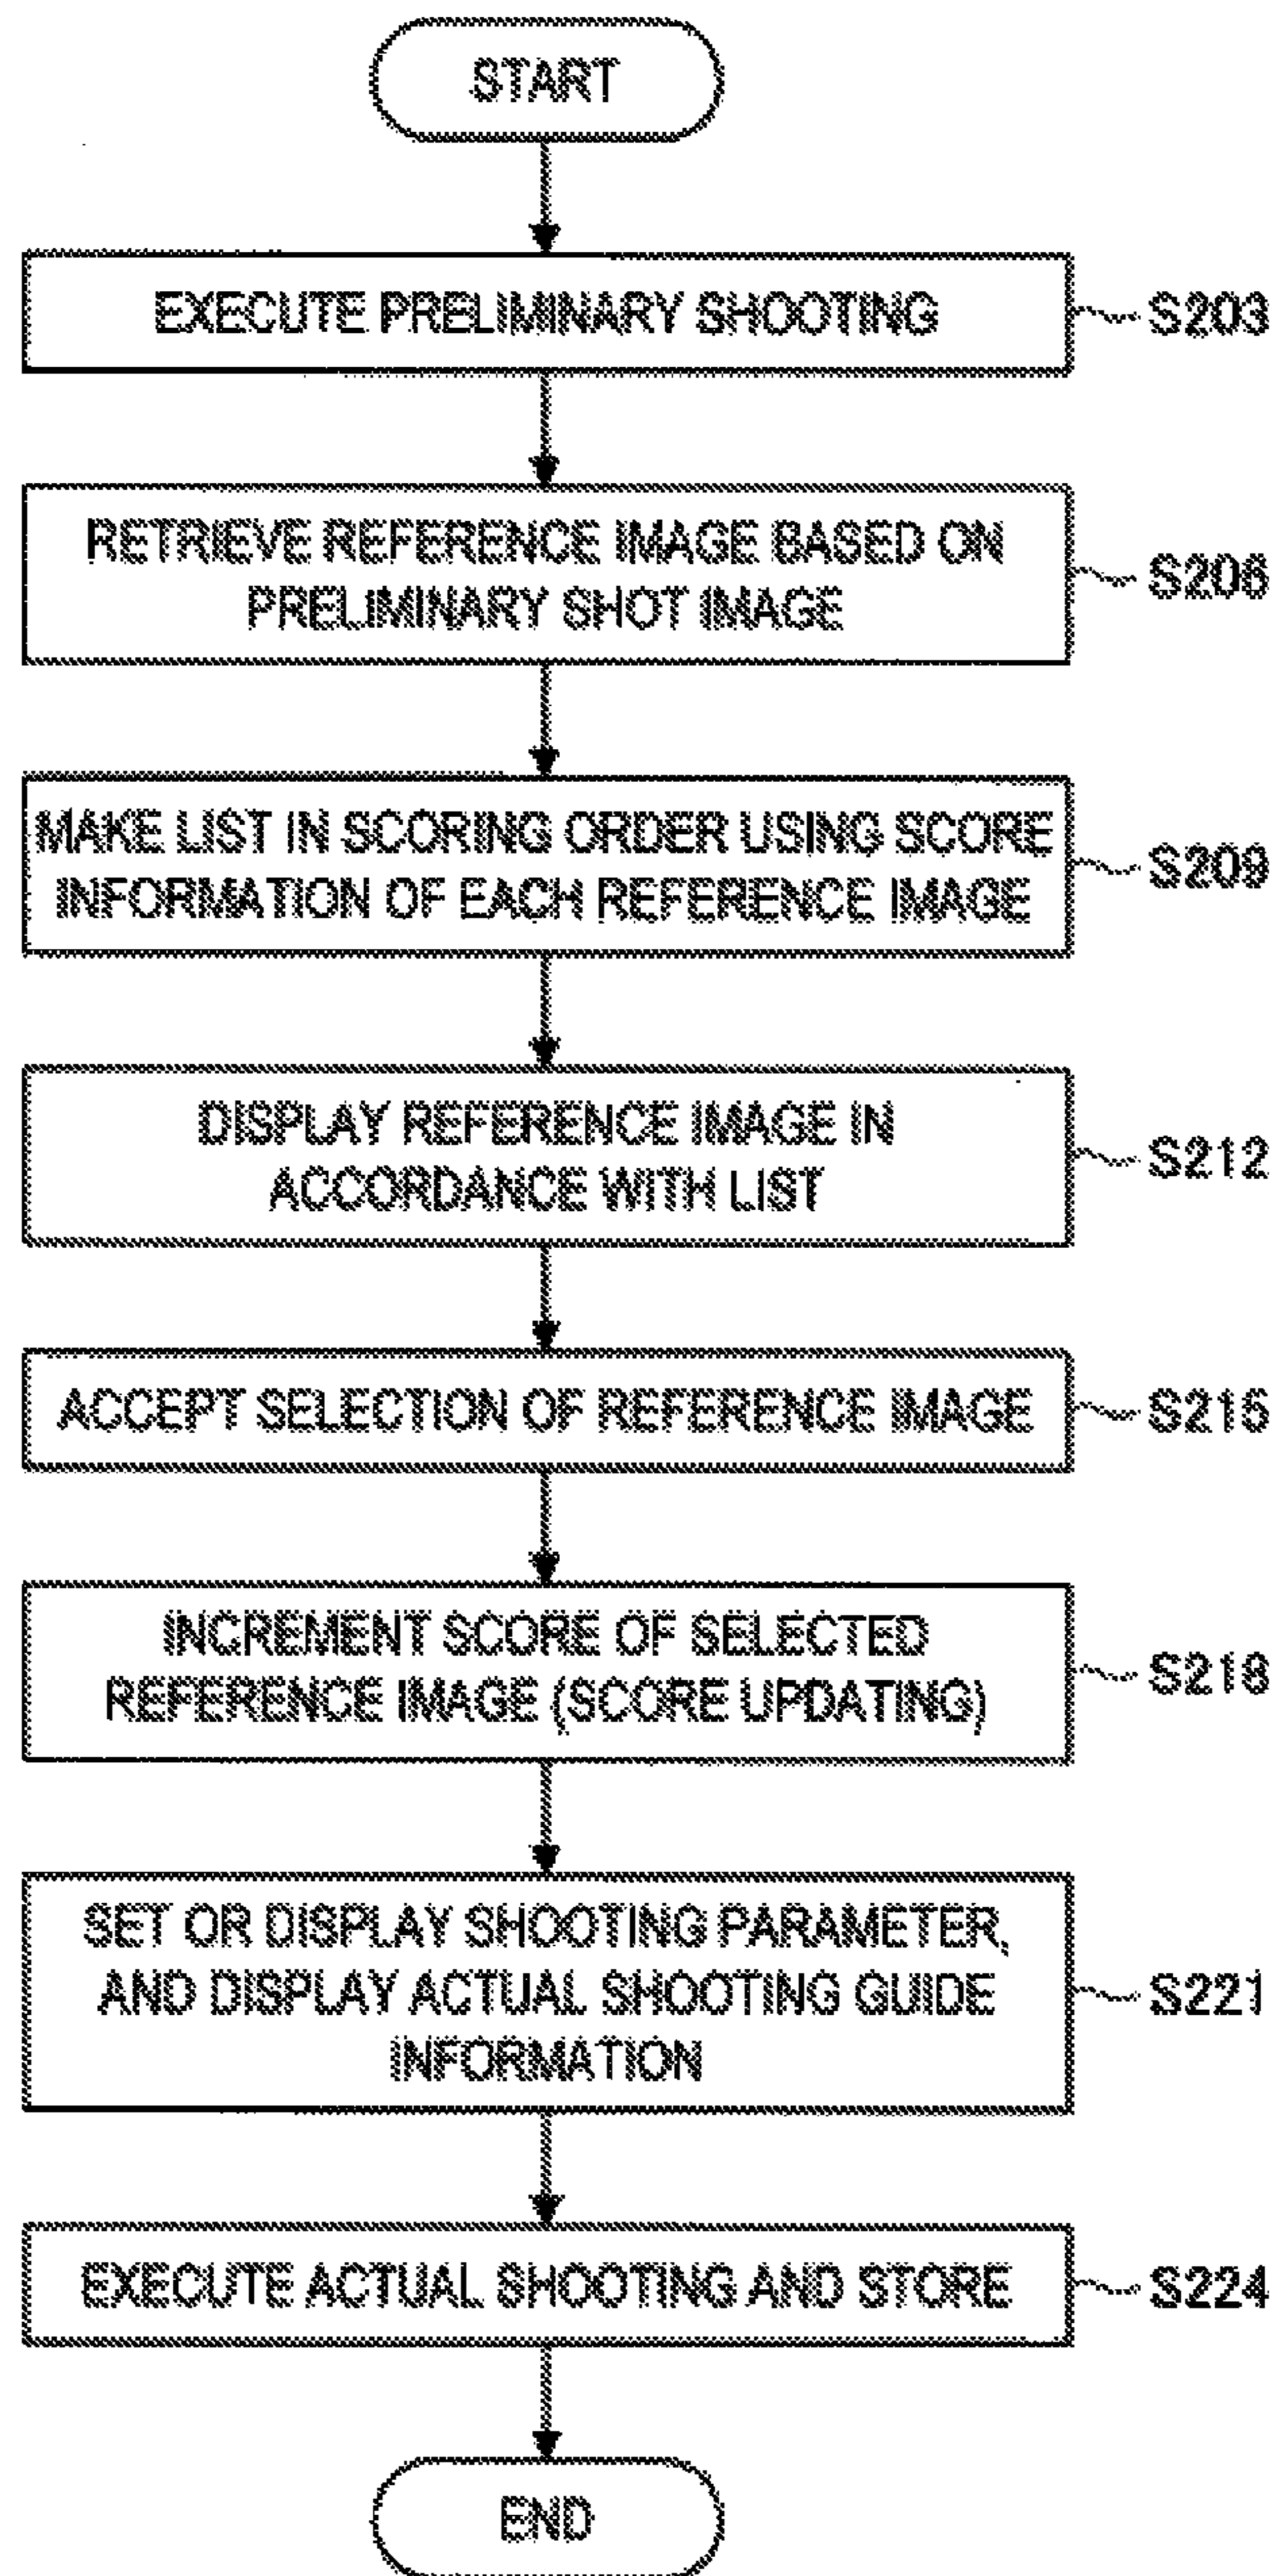 START
EXECUTE PRELIMINARY SHOOTING
S203
RETRIEVE REFERENCE IMAGE BASED ON
PRELIMINARY SHOT IMAGE
S206
MAKE LIST IN SCORING ORDER USING SCORE
INFORMATION OF EACH REFERENCE IMAGE
S209
DISPLAY REFERENCE IMAGE IN
ACCORDANCE WITH LIST
S212
ACCEPT SELECTION OF REFERENCE IMAGE
S215
INCREMENT SCORE OF SELECTED
REFERENCE IMAGE (SCORE UPDATING)
S218
SET OR DISPLAY SHOOTING PARAMETER,
AND DISPLAY ACTUAL SHOOTING GUIDE
INFORMATION
S221
EXECUTE ACTUAL SHOOTING AND STORE
S224
END